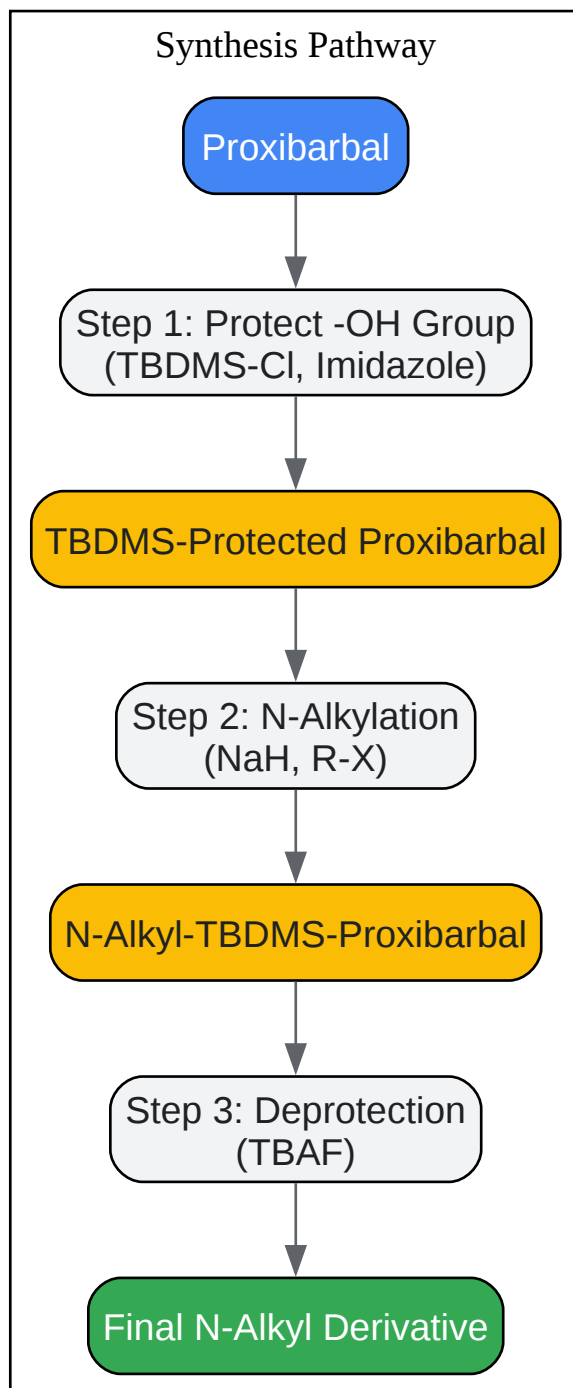 Synthesis Pathway
Proxibarbal
Step 1: Protect -OH Group
(TBDMS-Cl, Imidazole)
TBDMS-Protected Proxibarbal
Step 2: N-Alkylation
(NaH, R-X)
N-Alkyl-TBDMS-Proxibarbal
Step 3: Deprotection
(TBAF)
Final N-Alkyl Derivative